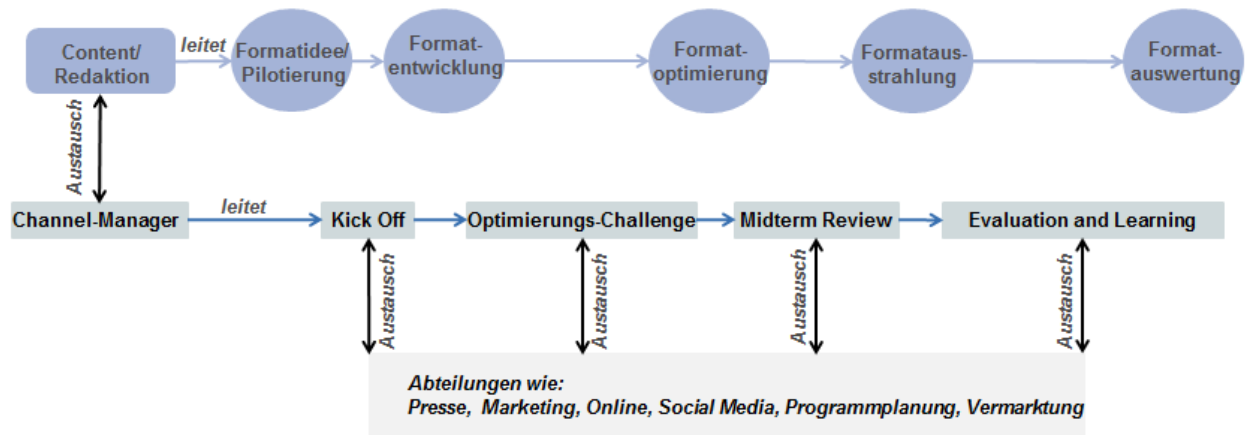 Content/
Redaktion
leitet
Formatidee/
Pilotierung
Format-
entwicklung
Format-
optimierung
Formataus-
strahlung
Format-
auswertung
Austausch
Channel-Manager
leitet
Kick Off
Optimierungs-Challenge
Midterm Review
Evaluation and Learning
Austausch
Austausch
Austausch
Austausch
Abteilungen wie:
Presse, Marketing, Online, Social Media, Programmplanung, Vermarktung